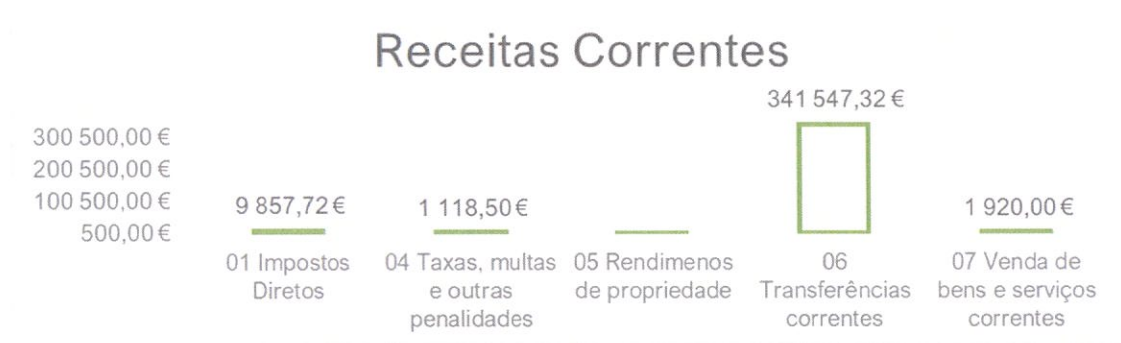 Receitas Correntes
341 547,32 €
300 500,00 €
200 500,00 €
100 500,00 €
500,00 €
9 857,72 €
1 118,50 €
1 920,00 €
01 Impostos
Diretos
04 Taxas, multas
e outras
penalidades
05 Rendimenos
de propriedade
06
Transferências
correntes
07 Venda de
bens e serviços
correntes